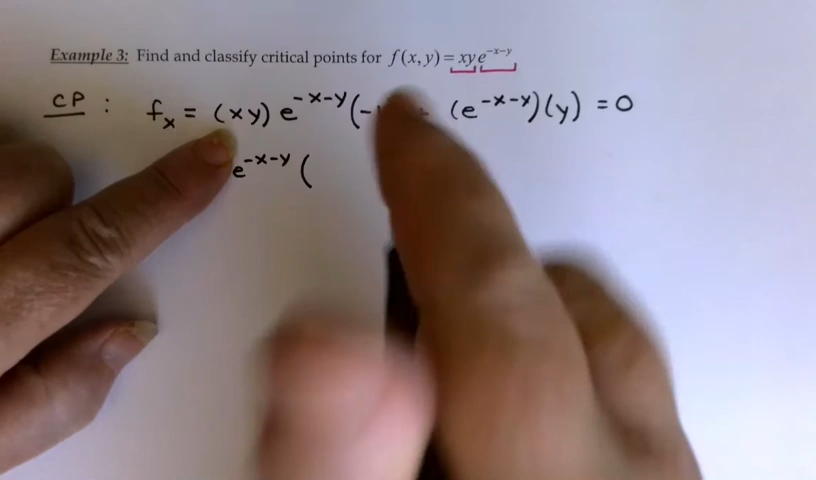 Example 3: Find and classify critical points for f(x, y) = xye^{-x-y}
CP : f_x = (xy) e^{-x-y}(- + (e^{-x-y})(y) = 0
e^{-x-y} (